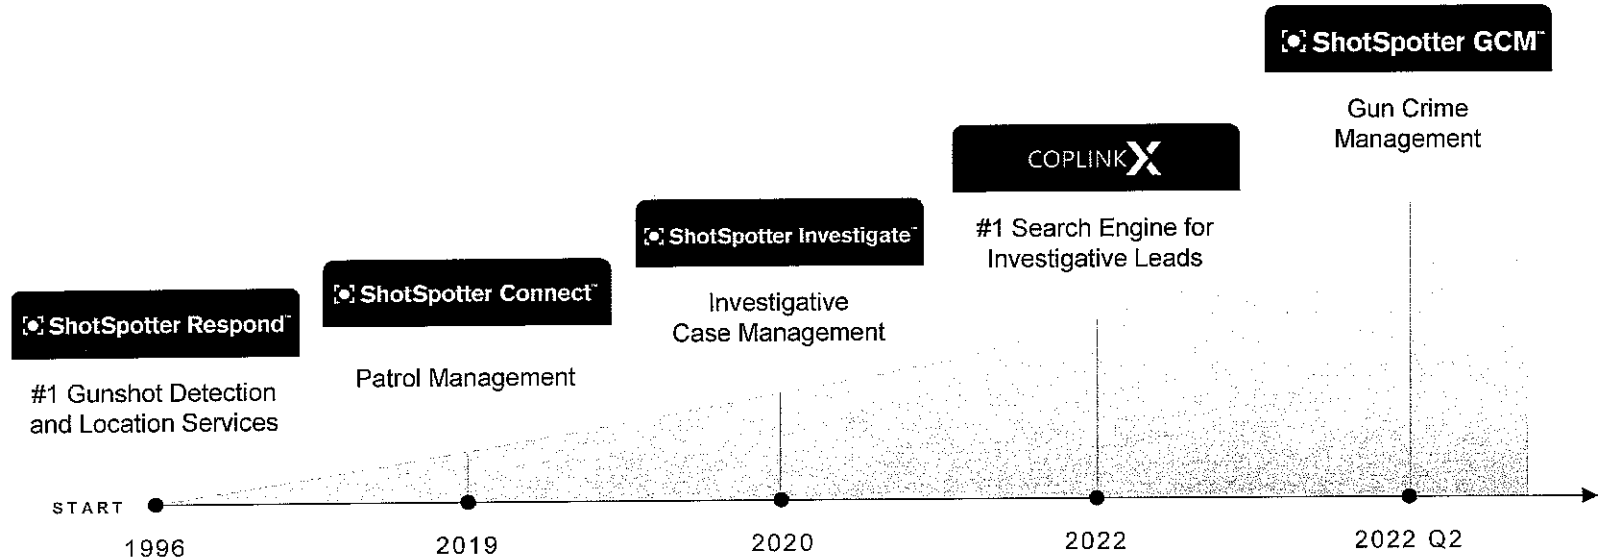 ShotSpotter GCM™
Gun Crime
Management
COPLINK X
#1 Search Engine for
Investigative Leads
ShotSpotter Investigate™
Investigative
Case Management
ShotSpotter Connect™
Patrol Management
ShotSpotter Respond™
#1 Gunshot Detection
and Location Services
START
1996
2019
2020
2022
2022 Q2